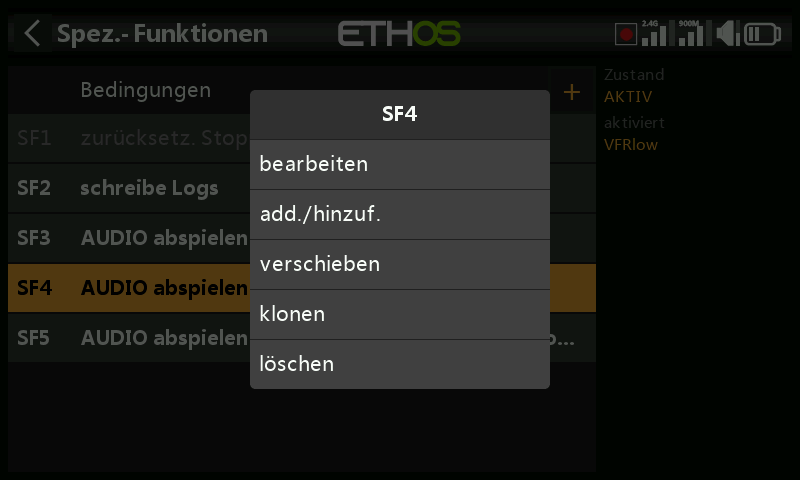 Spez.- Funktionen
ETHOS
2.4G
900M
Bedingungen
+
Zustand
AKTIV
aktiviert
VFRlow
SF1 zurücksetz. Stop
SF2 schreibe Logs
SF3 AUDIO abspielen
SF4 AUDIO abspielen
SF5 AUDIO abspielen
SF4
bearbeiten
add./hinzuf.
verschieben
klonen
löschen